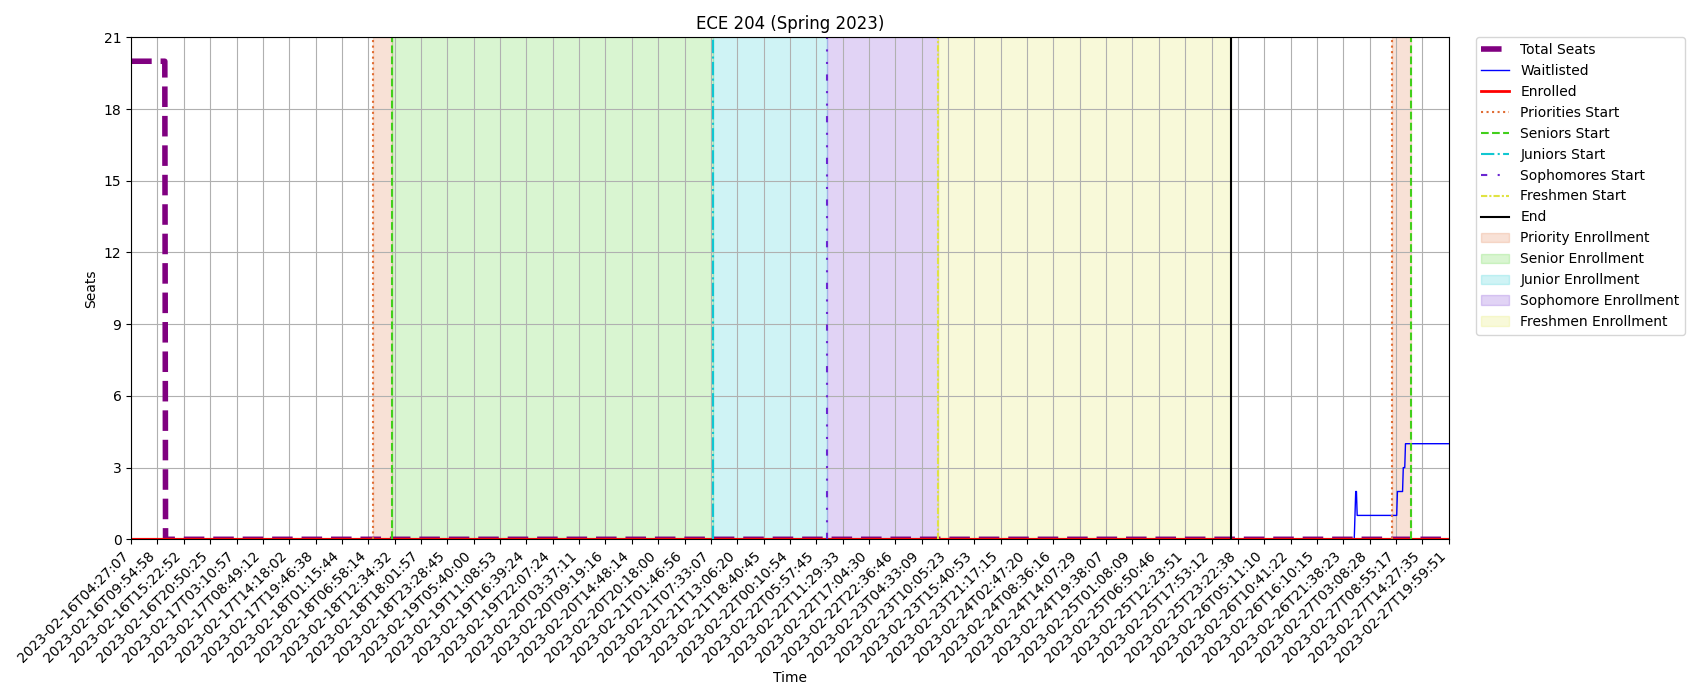 ECE 204 (Spring 2023)
21
18
15
12
9
6
3
0
Seats
2023-02-16T04:27:07
2023-02-16T09:54:58
2023-02-16T15:22:52
2023-02-16T20:50:25
2023-02-17T03:10:57
2023-02-17T08:49:12
2023-02-17T14:18:02
2023-02-17T19:46:38
2023-02-18T01:15:44
2023-02-18T06:58:14
2023-02-18T12:34:32
2023-02-18T18:01:57
2023-02-18T23:28:45
2023-02-19T05:40:00
2023-02-19T11:08:53
2023-02-19T16:39:24
2023-02-19T22:07:24
2023-02-20T03:37:11
2023-02-20T09:19:16
2023-02-20T14:48:14
2023-02-20T20:18:00
2023-02-21T01:46:56
2023-02-21T07:33:07
2023-02-21T13:06:20
2023-02-21T18:40:45
2023-02-22T00:10:54
2023-02-22T05:57:45
2023-02-22T11:29:33
2023-02-22T17:04:30
2023-02-22T22:36:46
2023-02-23T04:33:09
2023-02-23T10:05:23
2023-02-23T15:40:53
2023-02-23T21:17:15
2023-02-24T02:47:20
2023-02-24T08:36:16
2023-02-24T14:07:29
2023-02-24T19:38:07
2023-02-25T01:08:09
2023-02-25T06:50:46
2023-02-25T12:23:51
2023-02-25T17:53:12
2023-02-25T23:22:38
2023-02-26T05:11:10
2023-02-26T10:41:22
2023-02-26T16:10:15
2023-02-26T21:38:23
2023-02-27T03:08:28
2023-02-27T08:55:17
2023-02-27T14:27:35
2023-02-27T19:59:51
Time
Total Seats
Waitlisted
Enrolled
Priorities Start
Seniors Start
Juniors Start
Sophomores Start
Freshmen Start
End
Priority Enrollment
Senior Enrollment
Junior Enrollment
Sophomore Enrollment
Freshmen Enrollment